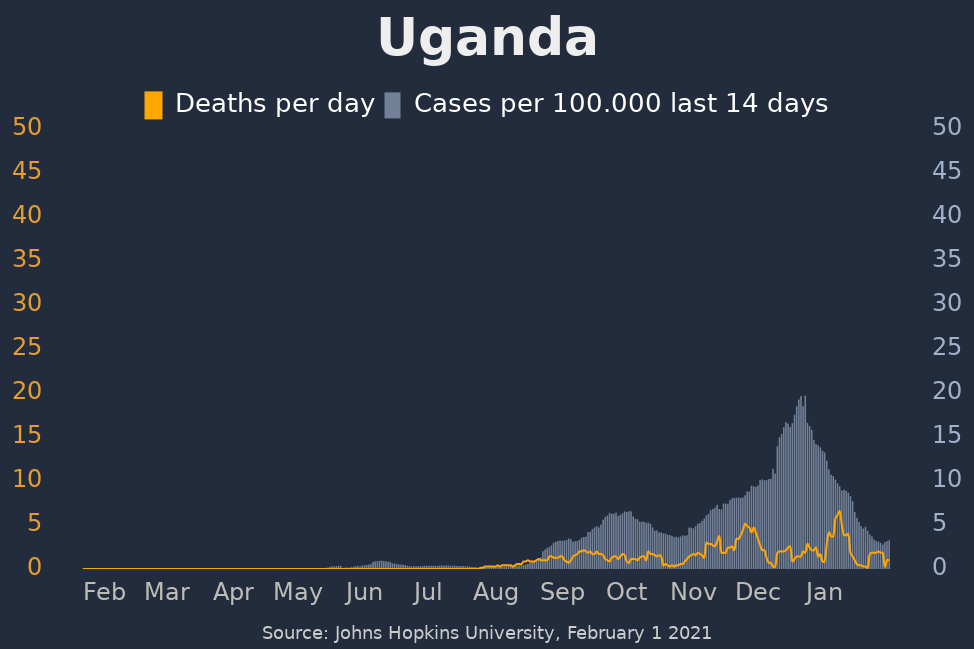 Uganda
Deaths per day Cases per 100.000 last 14 days
50 50
45 45
40 40
35 35
30 30
25 25
20 20
15 15
10 10
5 5
0 0
Feb Mar Apr May Jun Jul Aug Sep Oct Nov Dec Jan
Source: Johns Hopkins University, February 1 2021